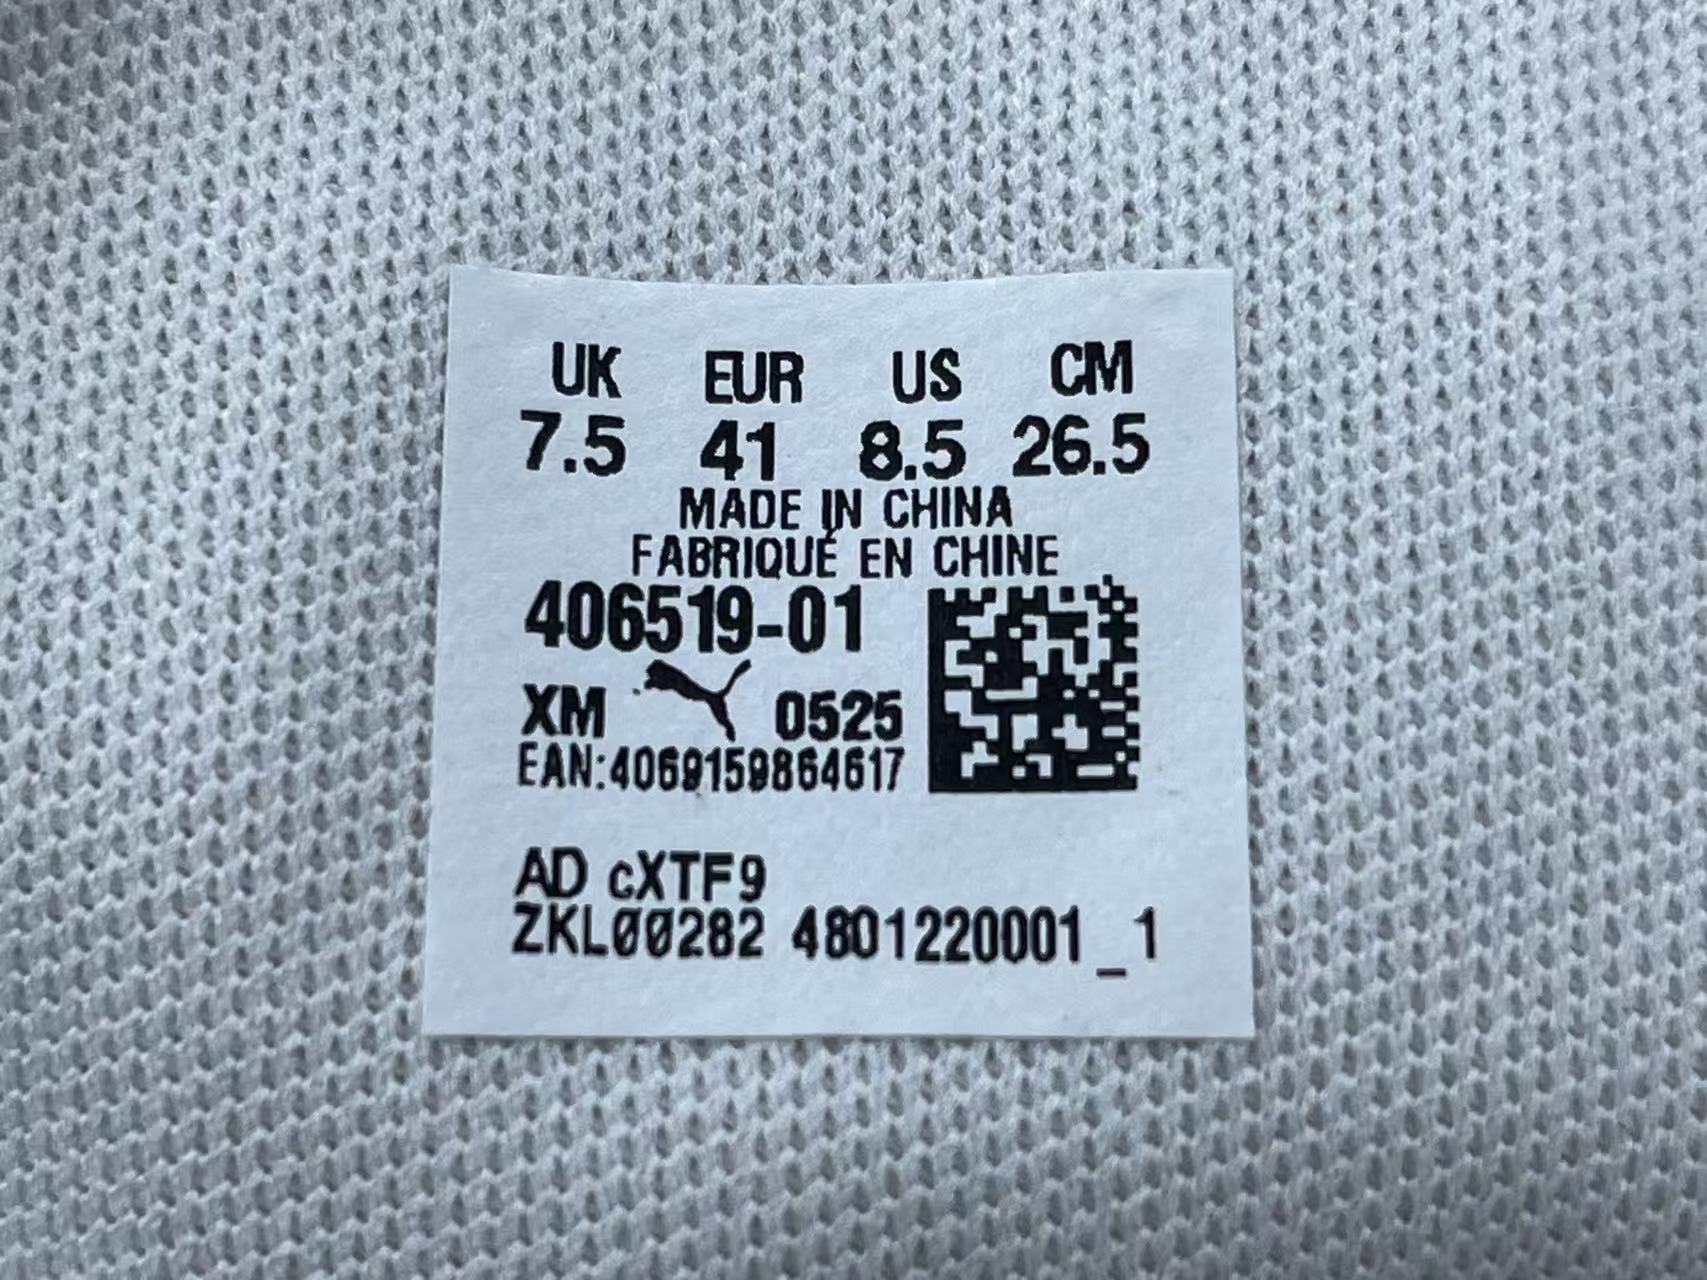 UK EUR US CM
7.5 41 8.5 26.5
MADE IN CHINA
FABRIQUÉ EN CHINE
406519-01
XM 0525
EAN:4069159864617
AD cXTF9
ZKL00282 4801220001_1